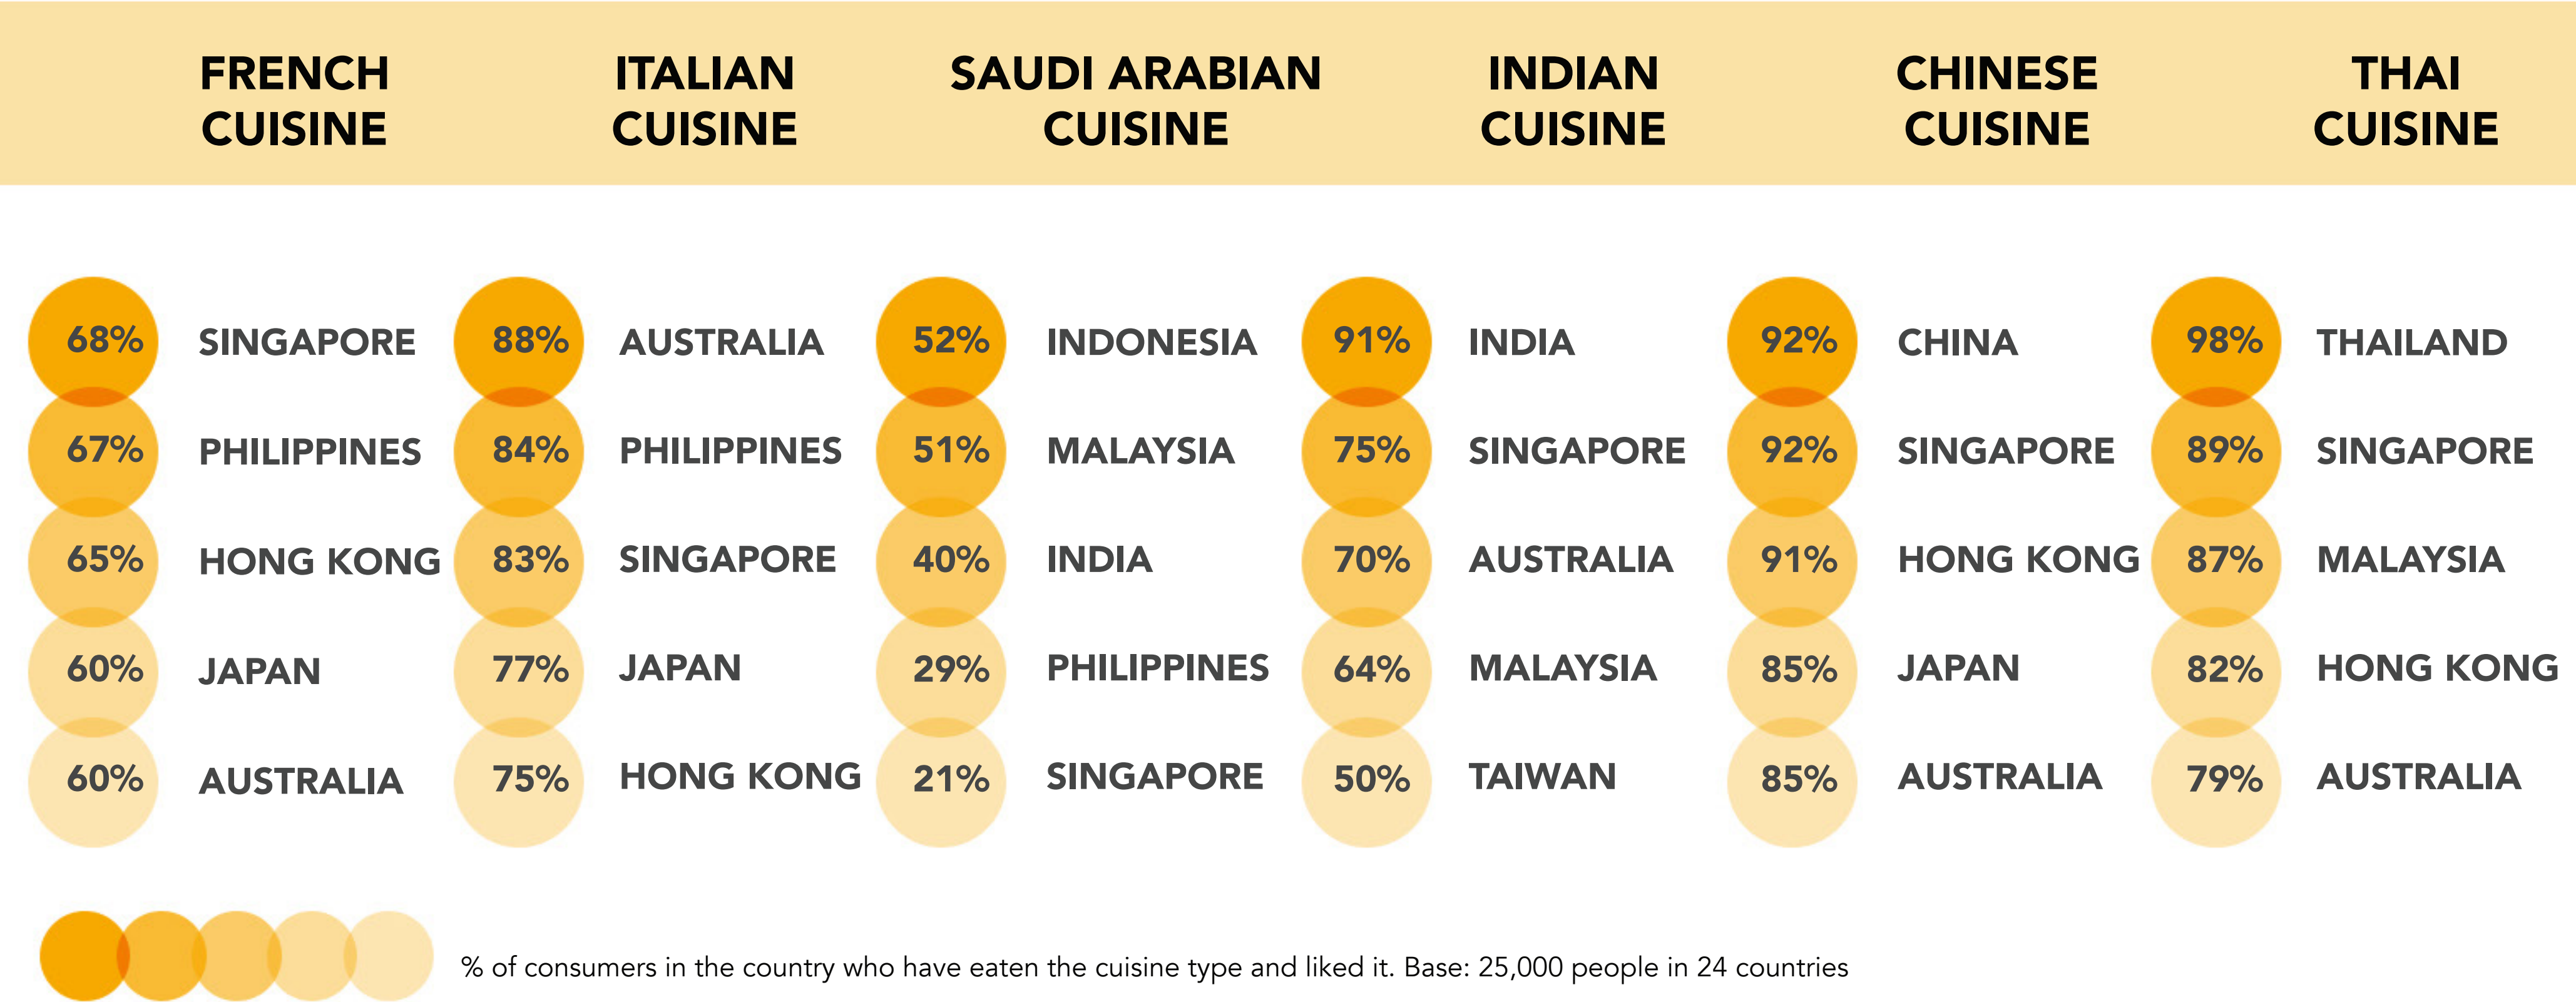 FRENCH
CUISINE
ITALIAN
CUISINE
SAUDI ARABIAN
CUISINE
INDIAN
CUISINE
CHINESE
CUISINE
THAI
CUISINE
68% SINGAPORE
67% PHILIPPINES
65% HONG KONG
60% JAPAN
60% AUSTRALIA
88% AUSTRALIA
84% PHILIPPINES
83% SINGAPORE
77% JAPAN
75% HONG KONG
52% INDONESIA
51% MALAYSIA
40% INDIA
29% PHILIPPINES
21% SINGAPORE
91% INDIA
75% SINGAPORE
70% AUSTRALIA
64% MALAYSIA
50% TAIWAN
92% CHINA
92% SINGAPORE
91% HONG KONG
85% JAPAN
85% AUSTRALIA
98% THAILAND
89% SINGAPORE
87% MALAYSIA
82% HONG KONG
79% AUSTRALIA
% of consumers in the country who have eaten the cuisine type and liked it. Base: 25,000 people in 24 countries